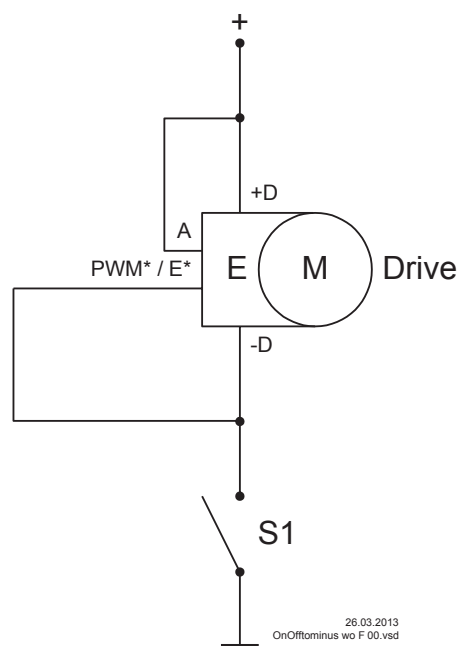 +
+D
A
PWM* / E*
E
M
Drive
-D
S1
26.03.2013
OnOfftominus wo F 00.vsd